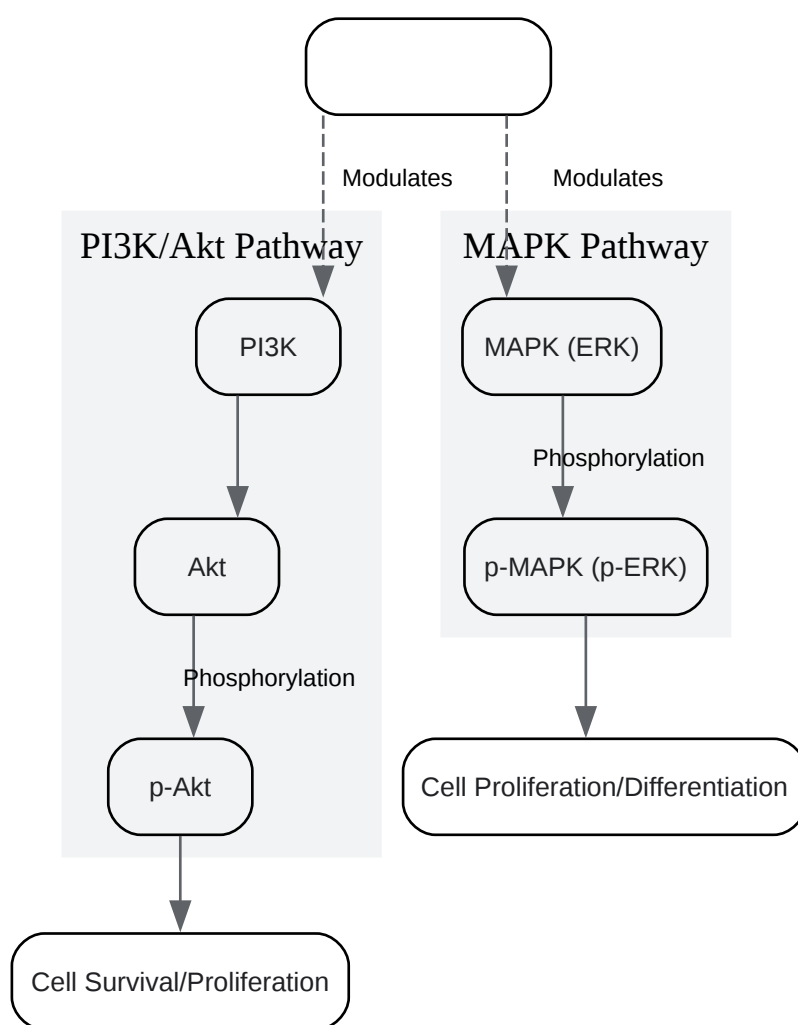 Modulates
Modulates
PI3K/Akt Pathway
MAPK Pathway
PI3K
MAPK (ERK)
Phosphorylation
Akt
p-MAPK (p-ERK)
Phosphorylation
p-Akt
Cell Proliferation/Differentiation
Cell Survival/Proliferation